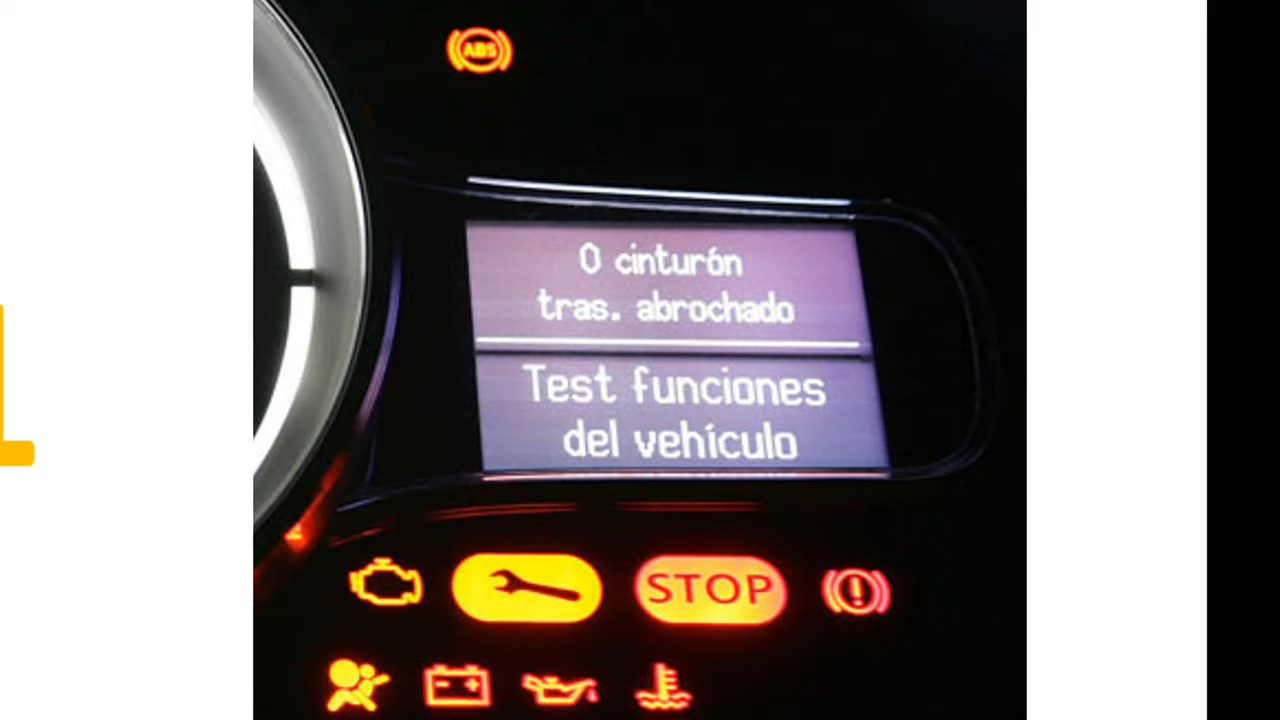 ABS
0 cinturón
tras. abrochado
Test funciones
del vehículo
STOP